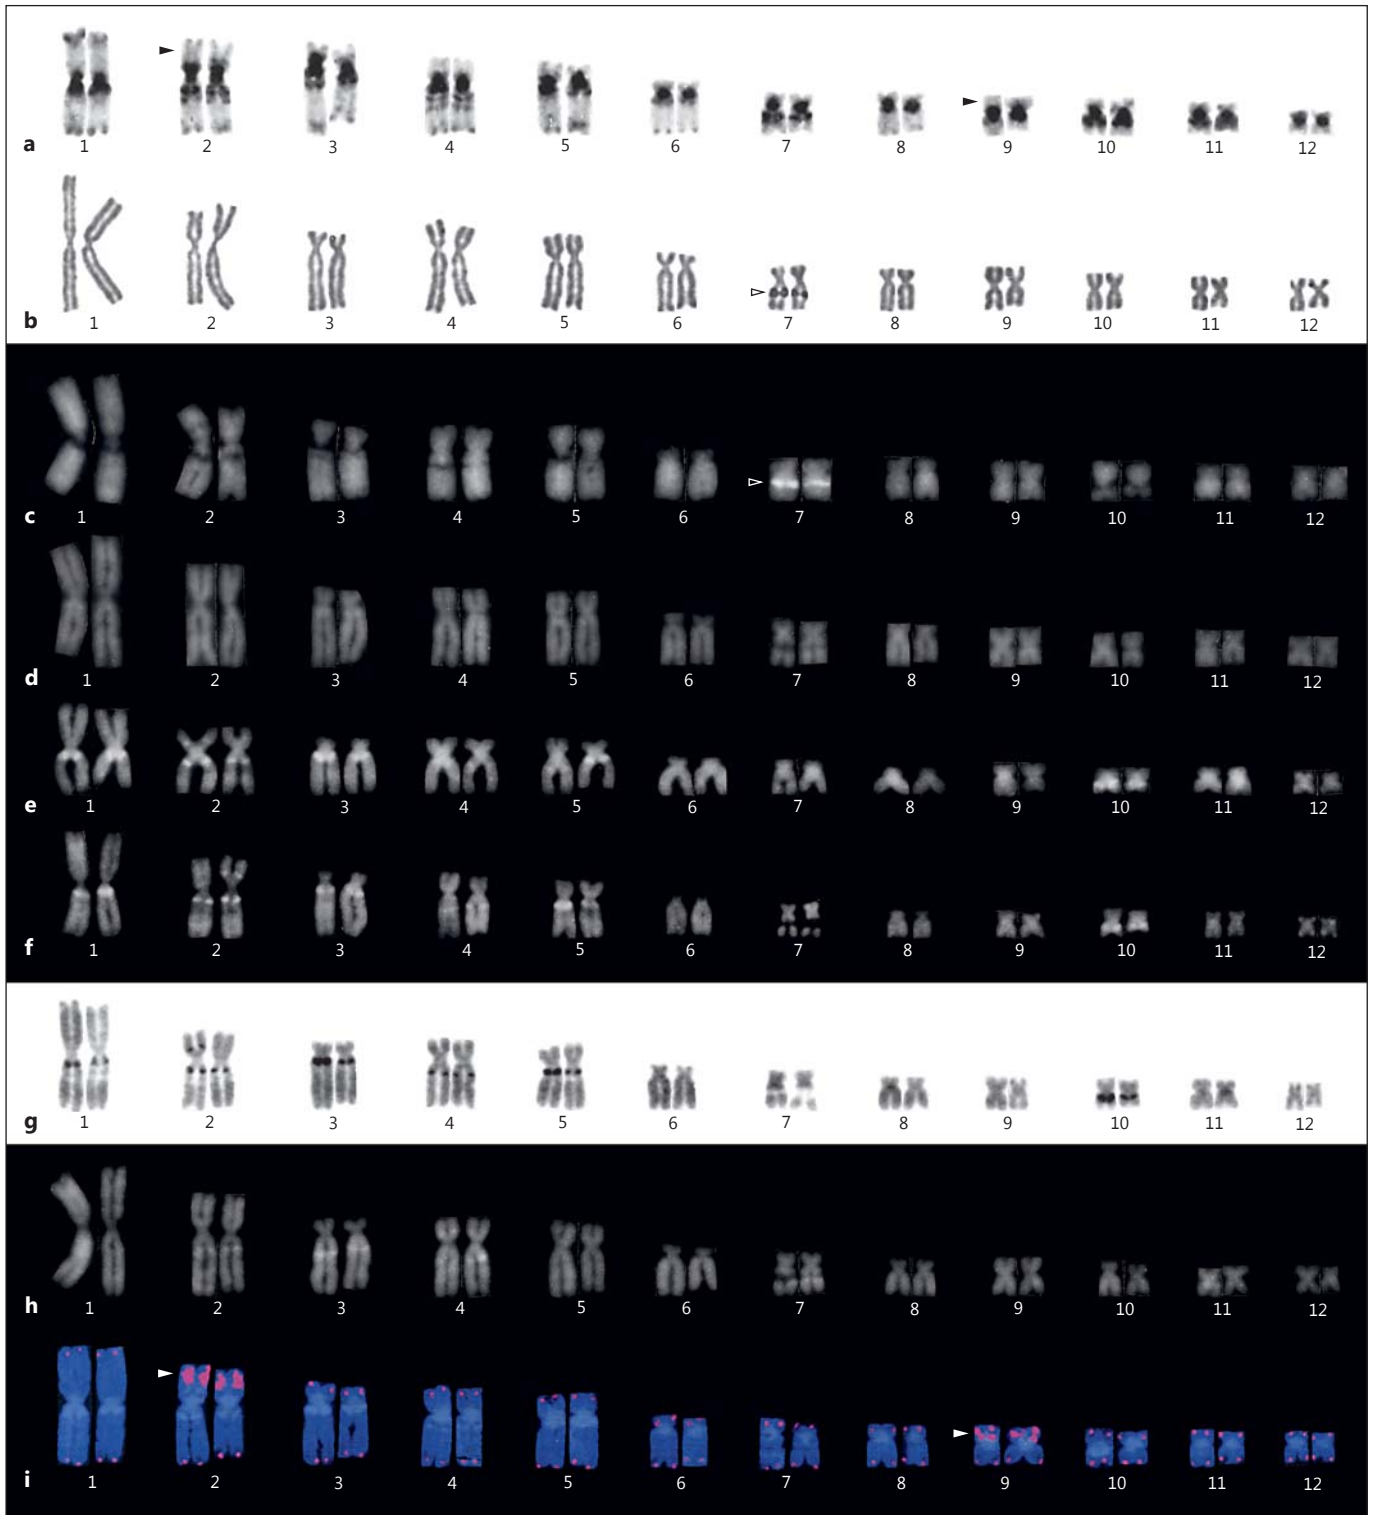 a 1 2 3 4 5 6 7 8 9 10 11 12
b 1 2 3 4 5 6 7 8 9 10 11 12
c 1 2 3 4 5 6 7 8 9 10 11 12
d 1 2 3 4 5 6 7 8 9 10 11 12
e 1 2 3 4 5 6 7 8 9 10 11 12
f 1 2 3 4 5 6 7 8 9 10 11 12
g 1 2 3 4 5 6 7 8 9 10 11 12
h 1 2 3 4 5 6 7 8 9 10 11 12
i 1 2 3 4 5 6 7 8 9 10 11 12